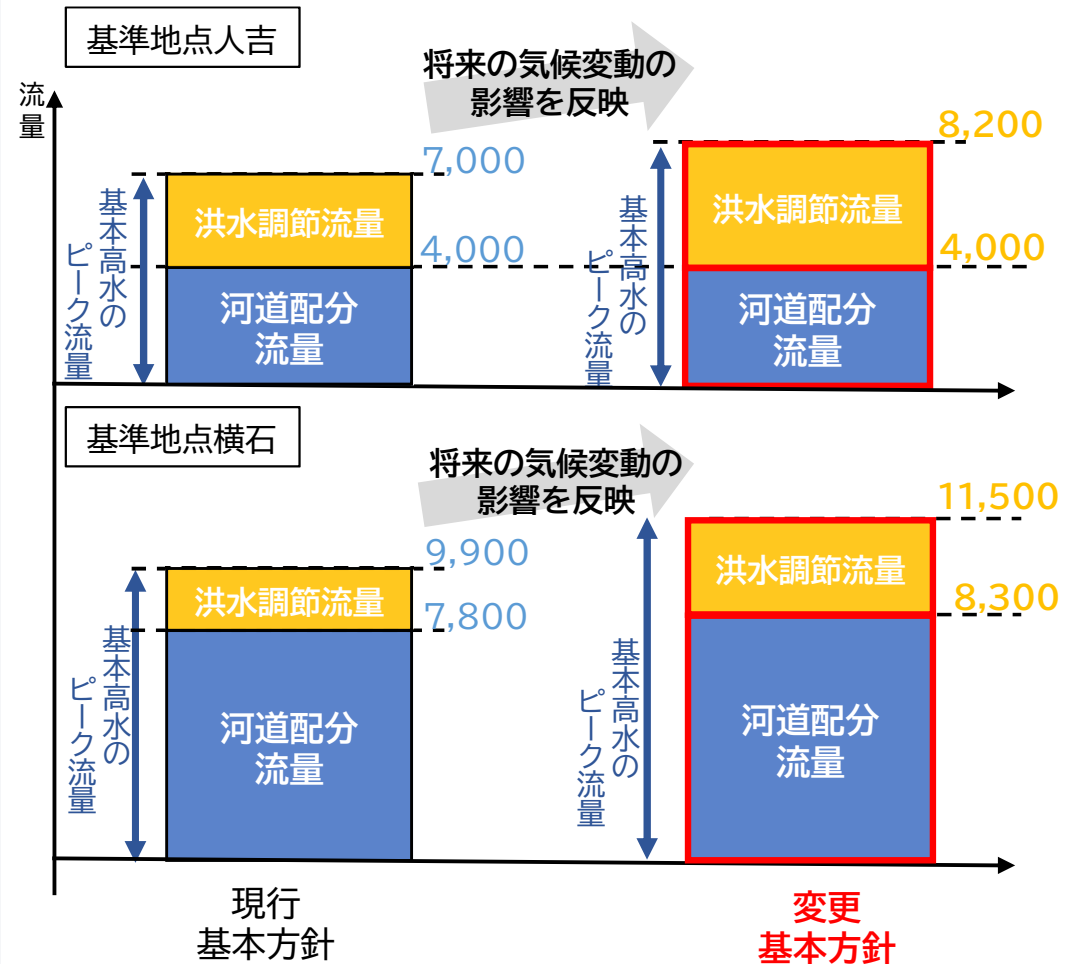 基準地点人吉
将来の気候変動の
影響を反映
流量
7,000
洪水調節流量
4,000
河道配分
流量
基本高水の
ピーク流量
8,200
洪水調節流量
4,000
河道配分
流量
基本高水の
ピーク流量
基準地点横石
将来の気候変動の
影響を反映
9,900
洪水調節流量
7,800
河道配分
流量
基本高水の
ピーク流量
11,500
洪水調節流量
8,300
河道配分
流量
基本高水の
ピーク流量
現行
基本方針
変更
基本方針